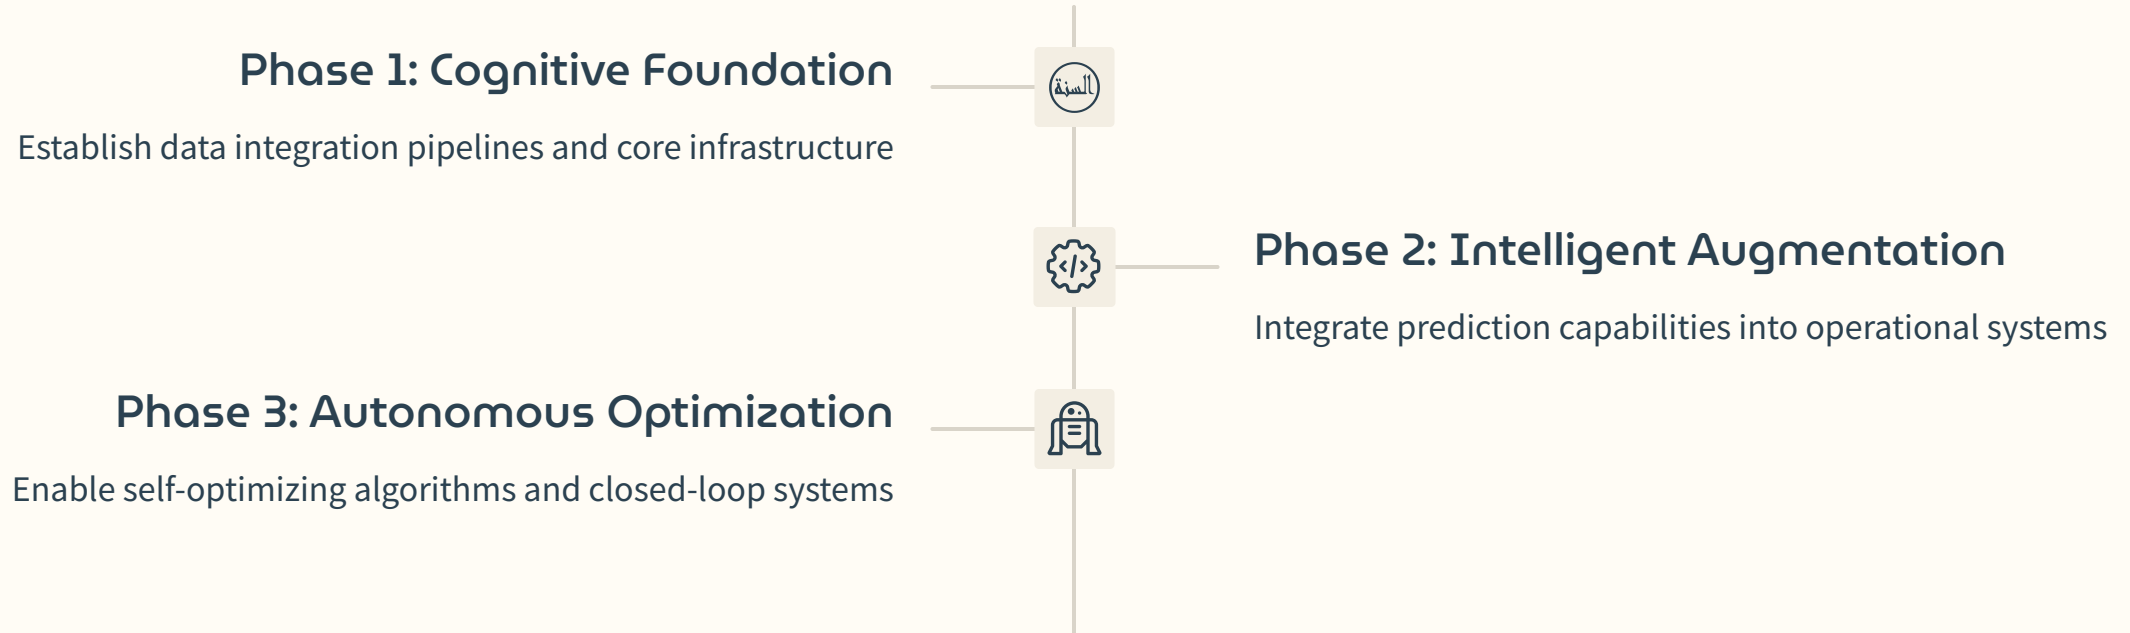 Phase 1: Cognitive Foundation
السنة
Establish data integration pipelines and core infrastructure
Phase 2: Intelligent Augmentation
Integrate prediction capabilities into operational systems
Phase 3: Autonomous Optimization
Enable self-optimizing algorithms and closed-loop systems